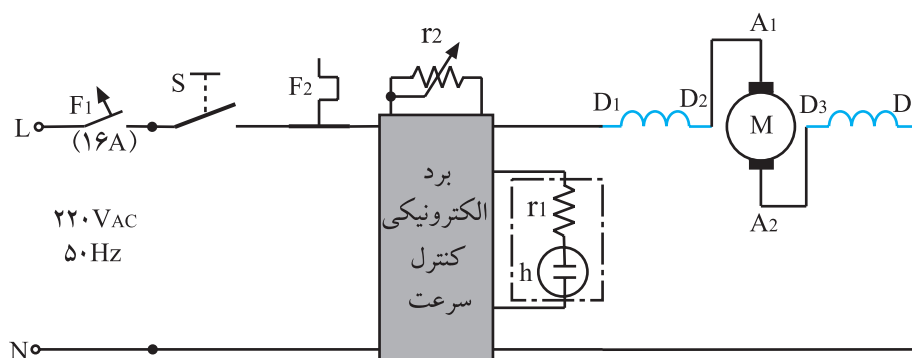 r2
A1
S
F2
F1
D1
D2
D3
D
L
(۱۶A)
M
برد
الکترونیکی
کنترل
سرعت
r1
h
A2
۲۲۰VAC
۵۰Hz
N